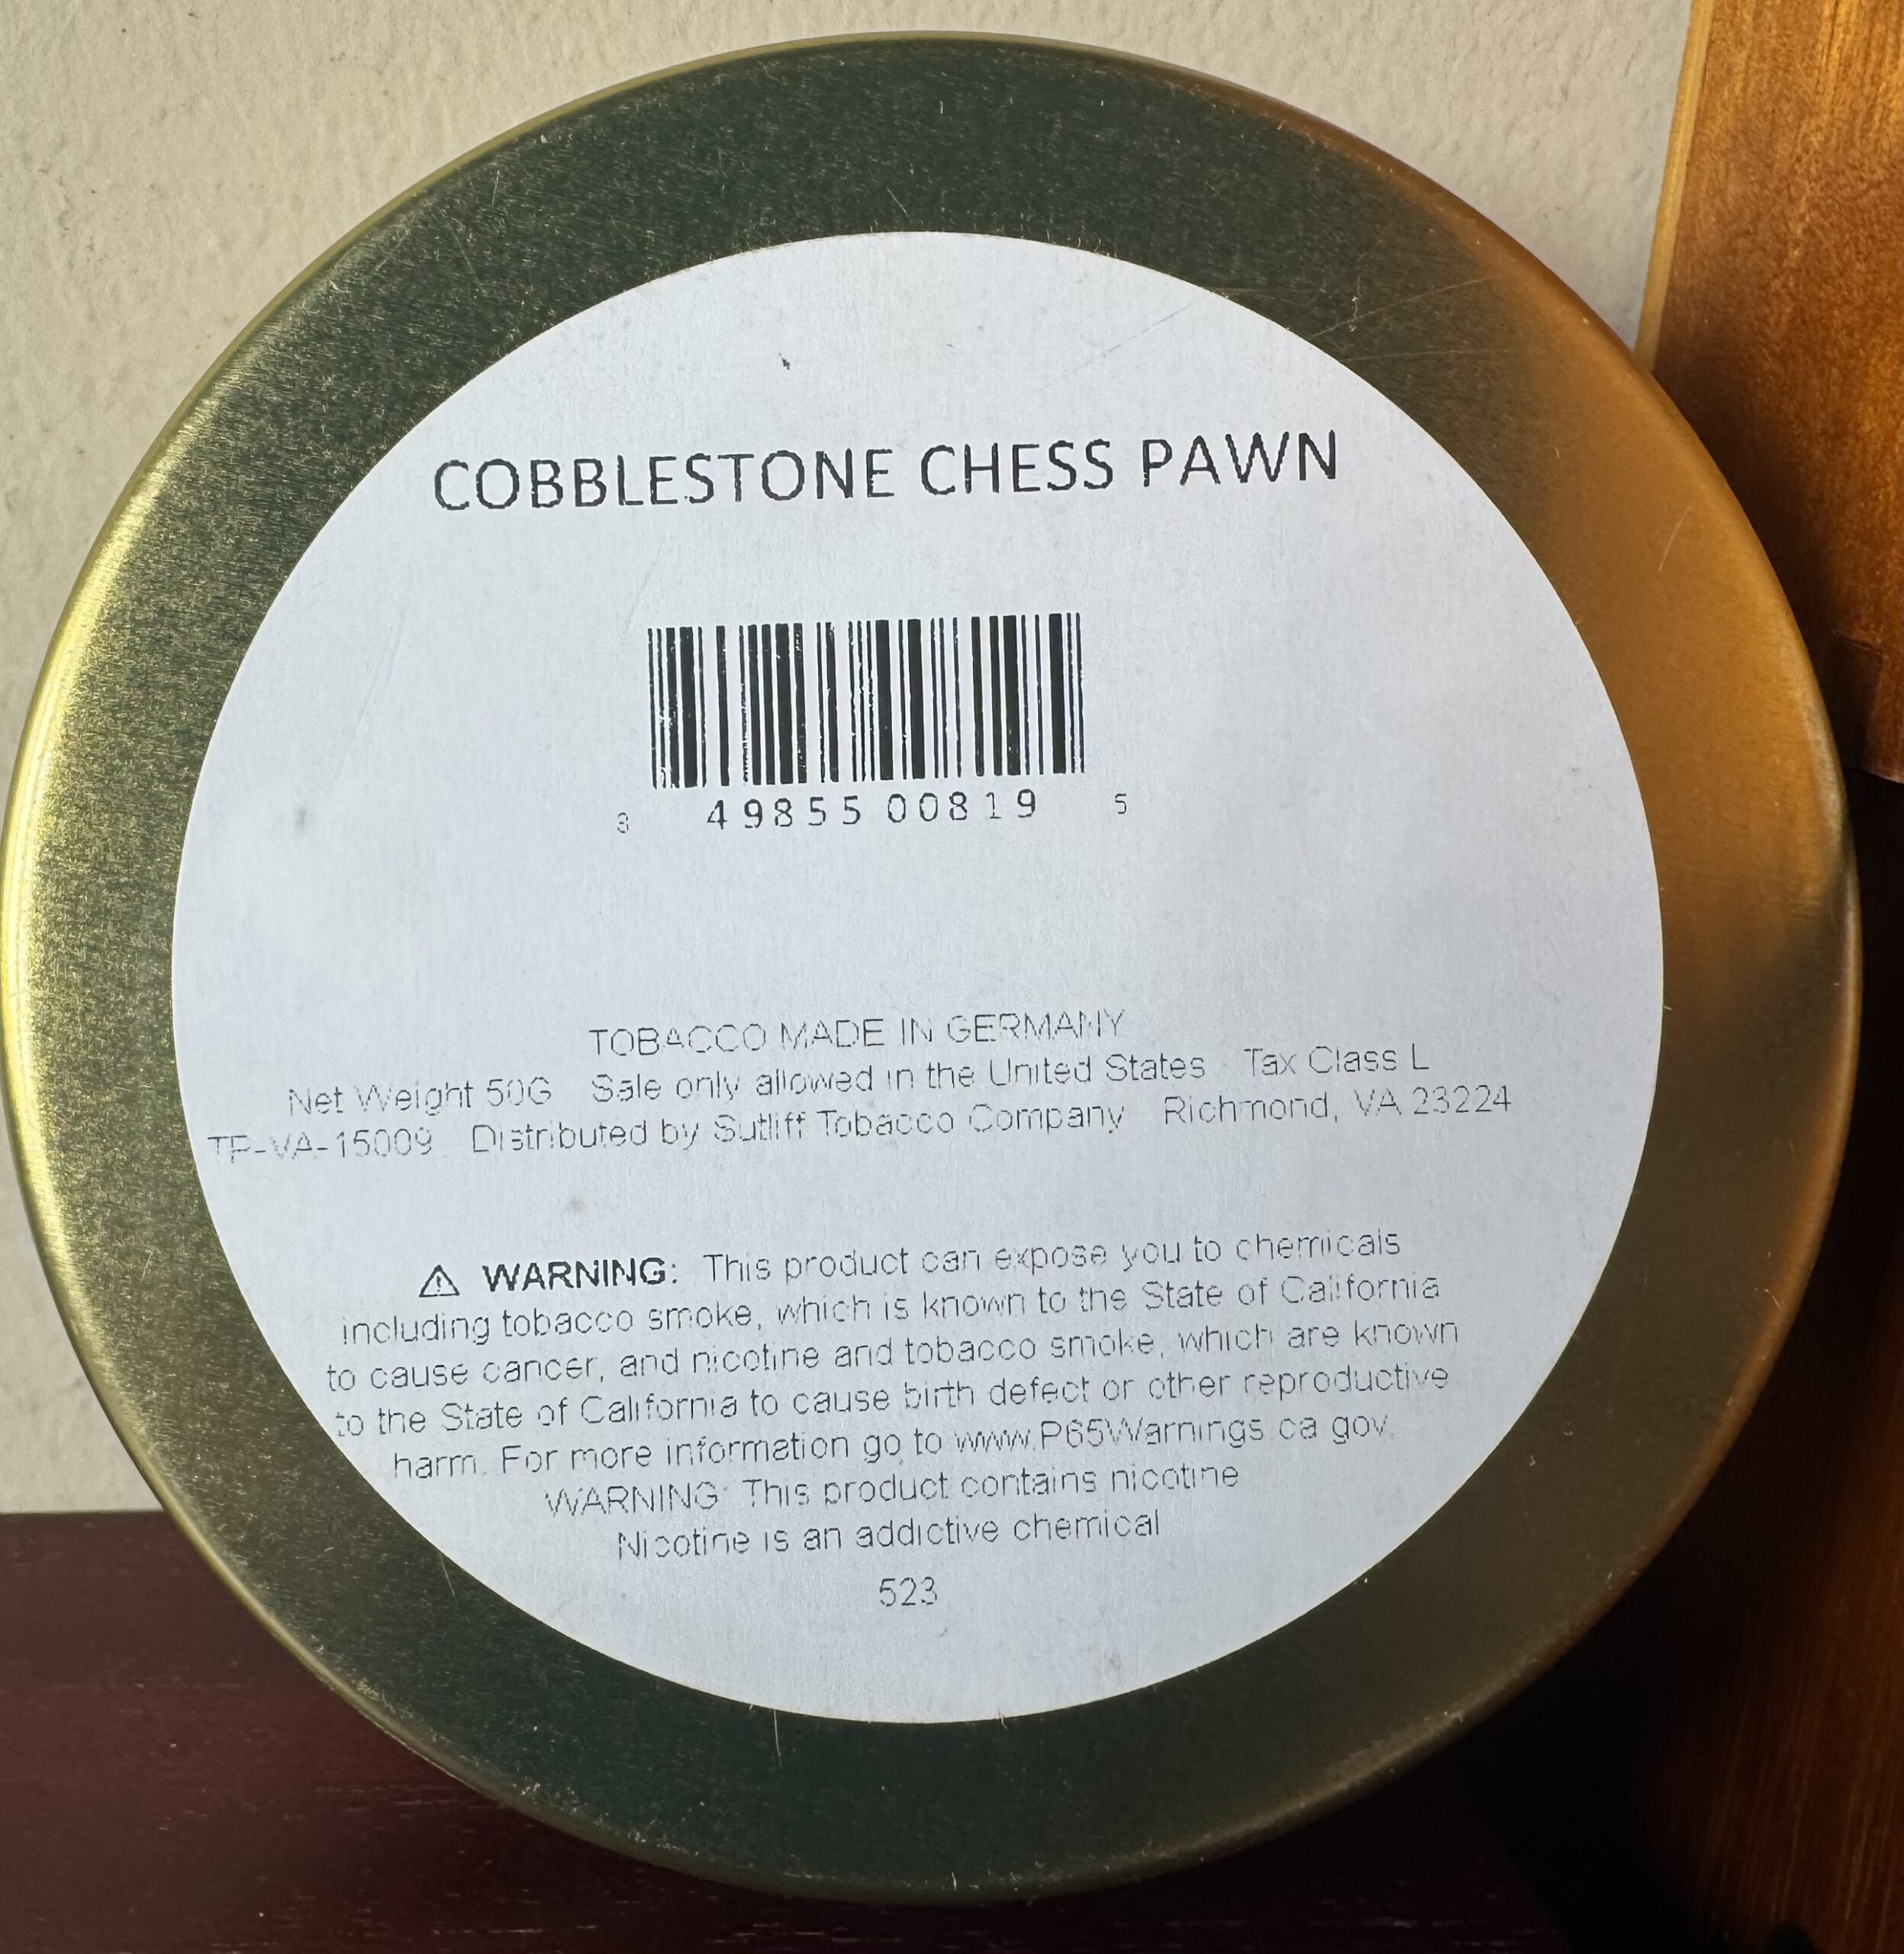 COBBLESTONE CHESS PAWN
3 49855 00819 5
TOBACCO MADE IN GERMANY
Net Weight 50G Sale only allowed in the United States - Tax Class L
TP-VA-15009 Distributed by Sutliff Tobacco Company Richmond, VA 23224
⚠ WARNING: This product can expose you to chemicals
including tobacco smoke, which is known to the State of California
to cause cancer, and nicotine and tobacco smoke, which are known
to the State of California to cause birth defect or other reproductive
harm. For more information go to www.P65Warnings.ca.gov.
WARNING: This product contains nicotine
Nicotine is an addictive chemical
523